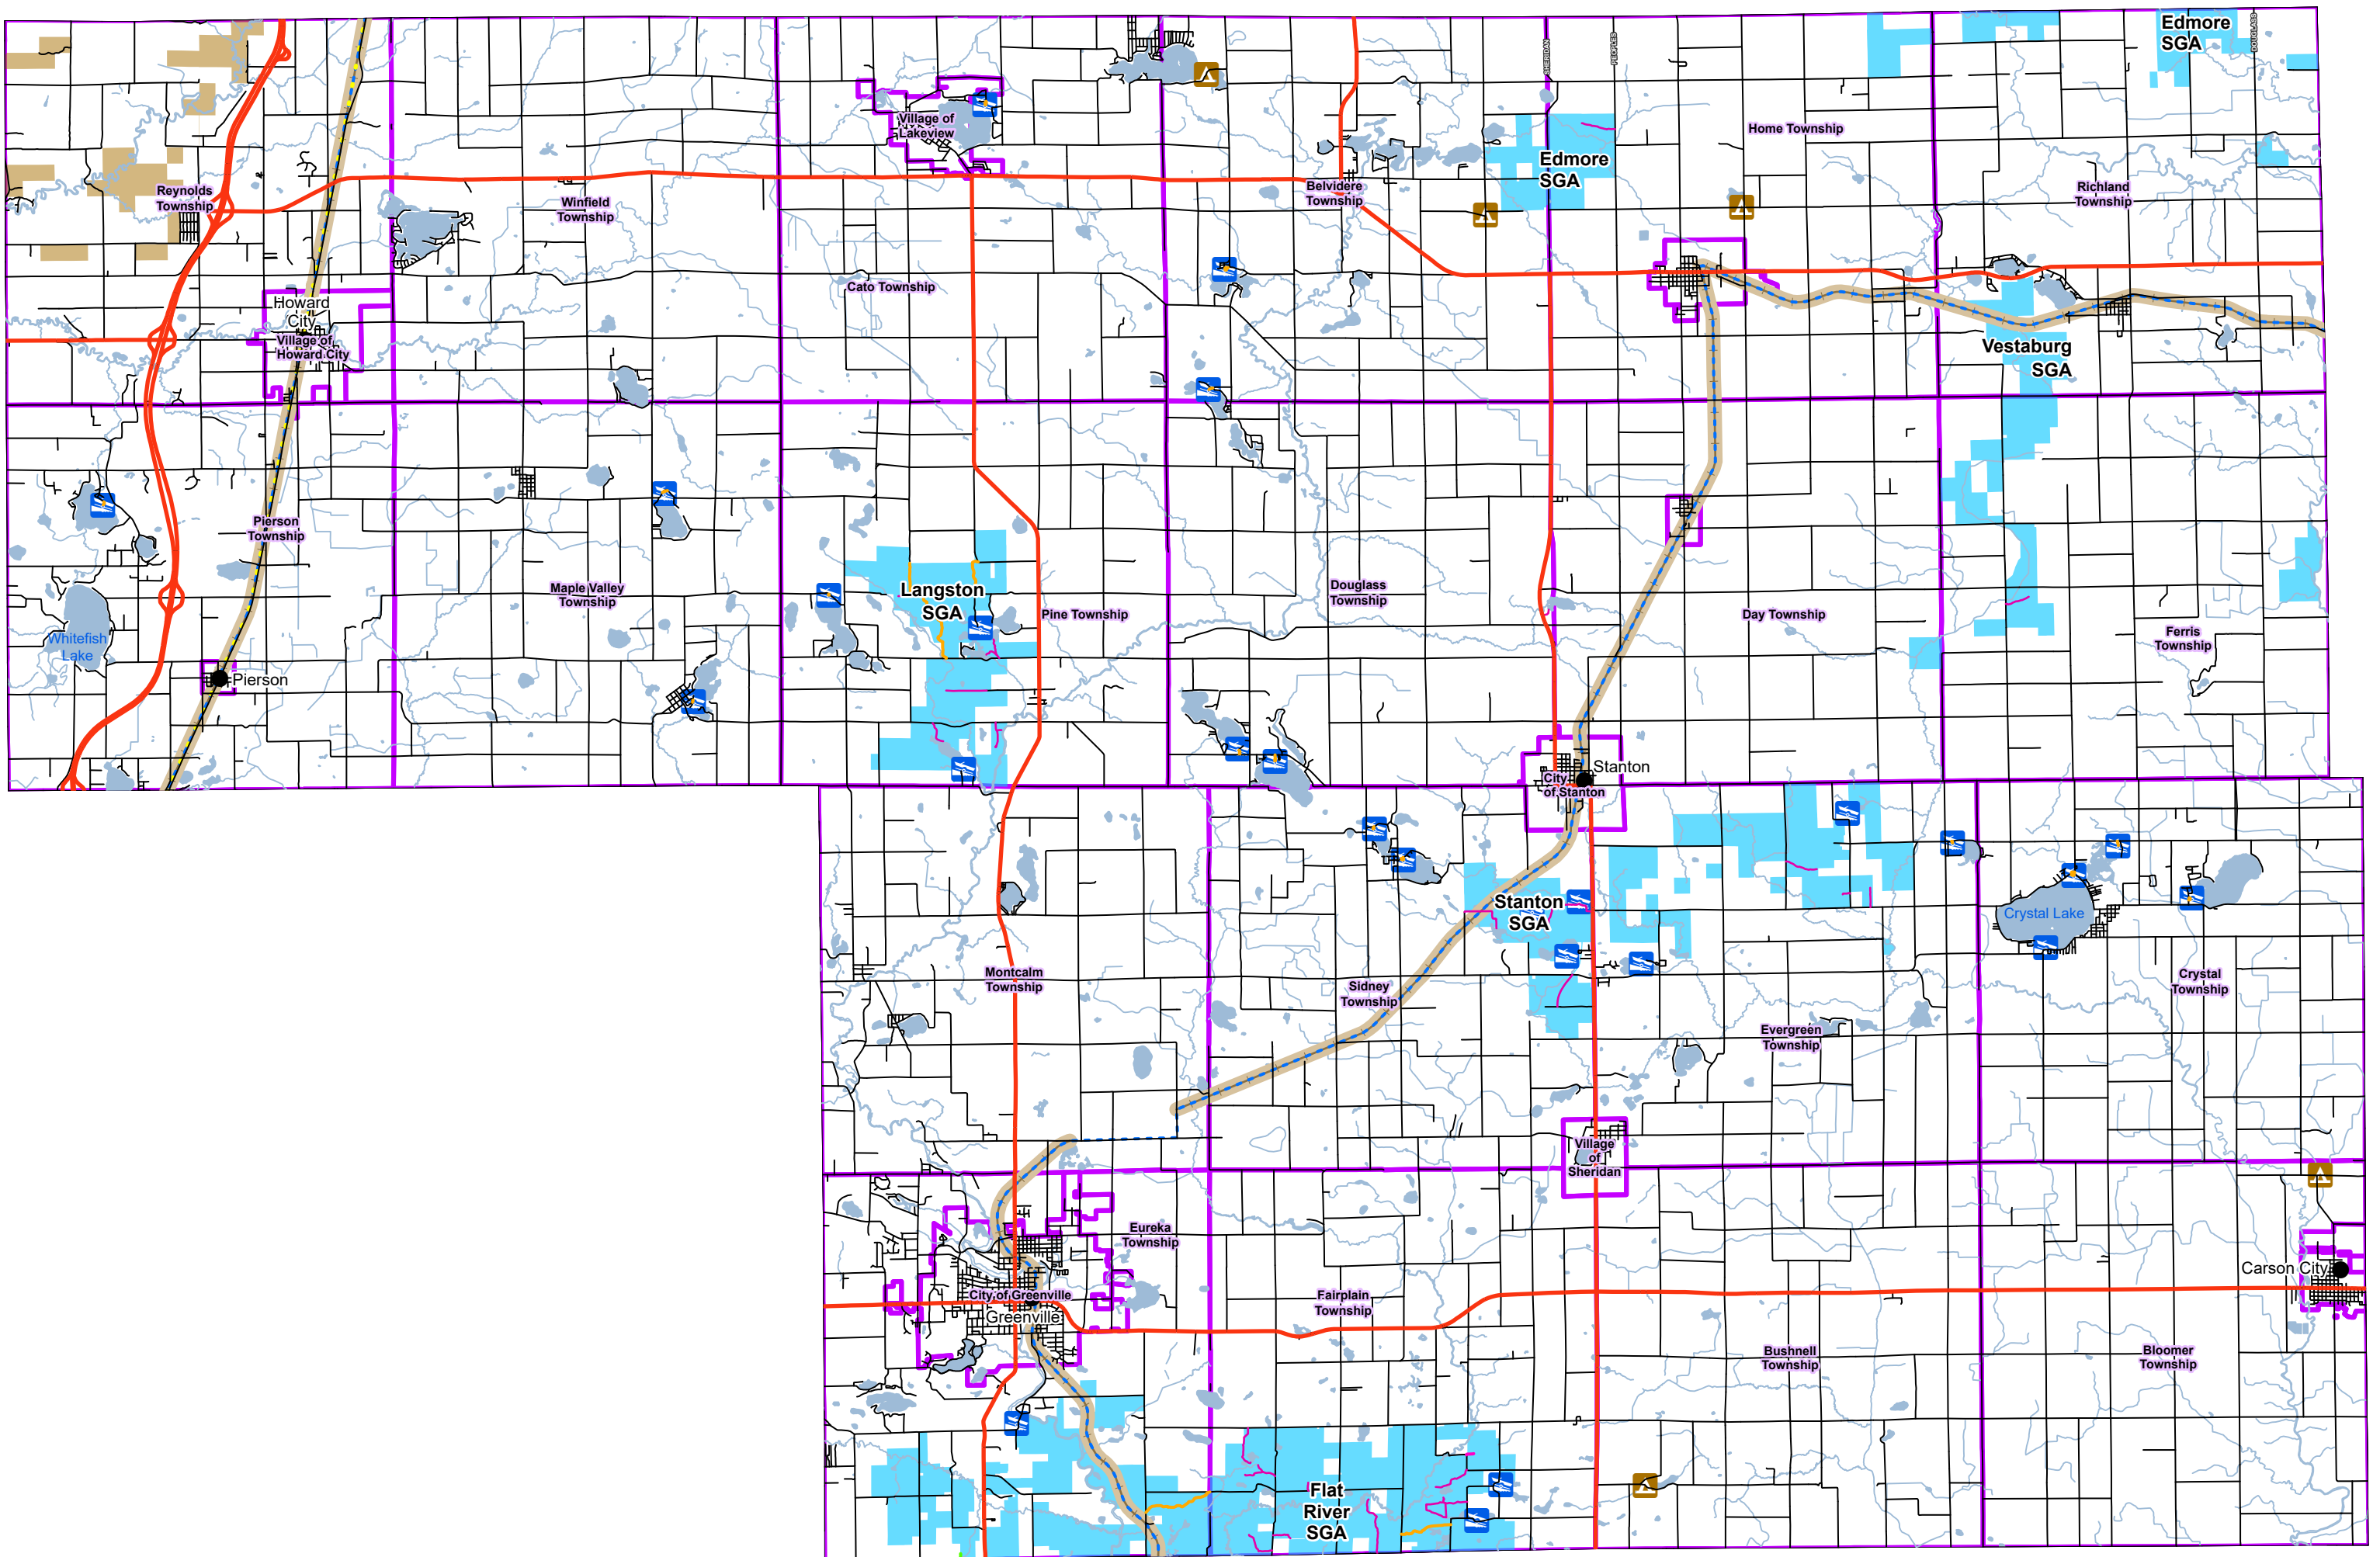 Edmore
SGA
SHERIDAN
PEOPLES
DOUGLASS
Village of
Lakeview
Home Township
Edmore
SGA
Reynolds
Township
Winfield
Township
Belvidere
Township
Richland
Township
Cato Township
Howard
City
Village of
Howard City
Vestaburg
SGA
Pierson
Township
Maple Valley
Township
Langston
SGA
Pine Township
Douglass
Township
Day Township
Ferris
Township
Whitefish
Lake
Pierson
Stanton
City
of Stanton
Stanton
SGA
Crystal Lake
Montcalm
Township
Sidney
Township
Crystal
Township
Evergreen
Township
Village
of
Sheridan
Eureka
Township
Carson City
City of Greenville
Greenville
Fairplain
Township
Bushnell
Township
Bloomer
Township
Flat
River
SGA